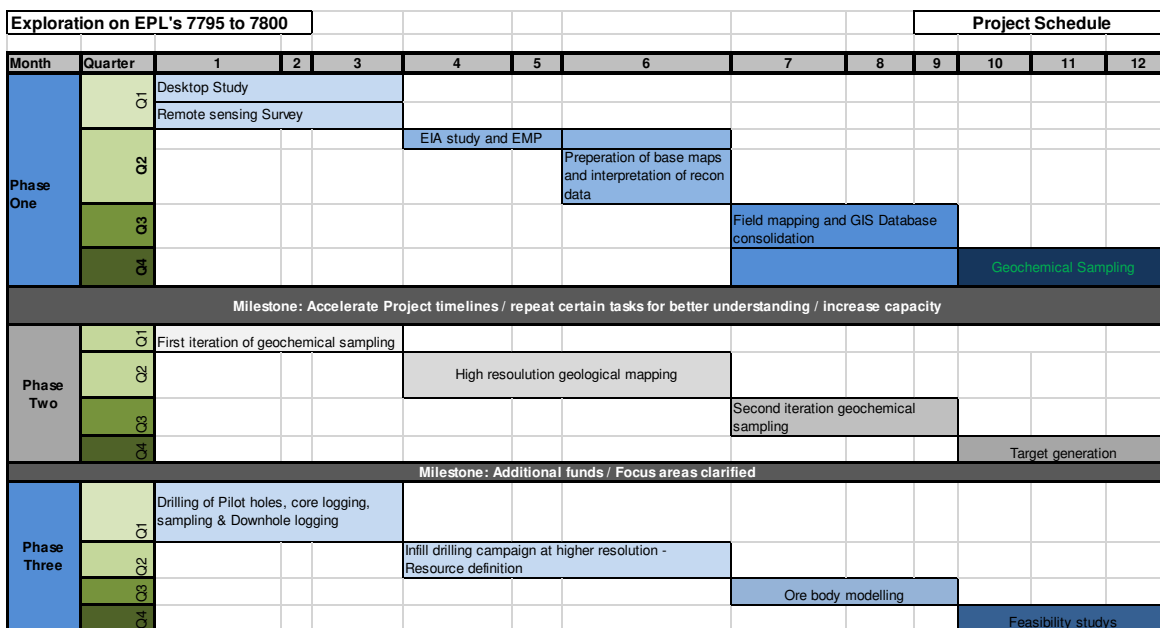 Exploration on EPL's 7795 to 7800
Project Schedule
Month Quarter 1 2 3 4 5 6 7 8 9 10 11 12
Phase
One
Q1
Desktop Study
Remote sensing Survey
Q2
EIA study and EMP
Preperation of base maps
and interpretation of recon
data
Q3
Field mapping and GIS Database
consolidation
Q4
Geochemical Sampling
Milestone: Accelerate Project timelines / repeat certain tasks for better understanding / increase capacity
Phase
Two
Q1
First iteration of geochemical sampling
Q2
High resoulution geological mapping
Q3
Second iteration geochemical
sampling
Q4
Target generation
Milestone: Additional funds / Focus areas clarified
Phase
Three
Q1
Drilling of Pilot holes, core logging,
sampling & Downhole logging
Q2
Infill drilling campaign at higher resolution -
Resource definition
Q3
Ore body modelling
Q4
Feasibility studys